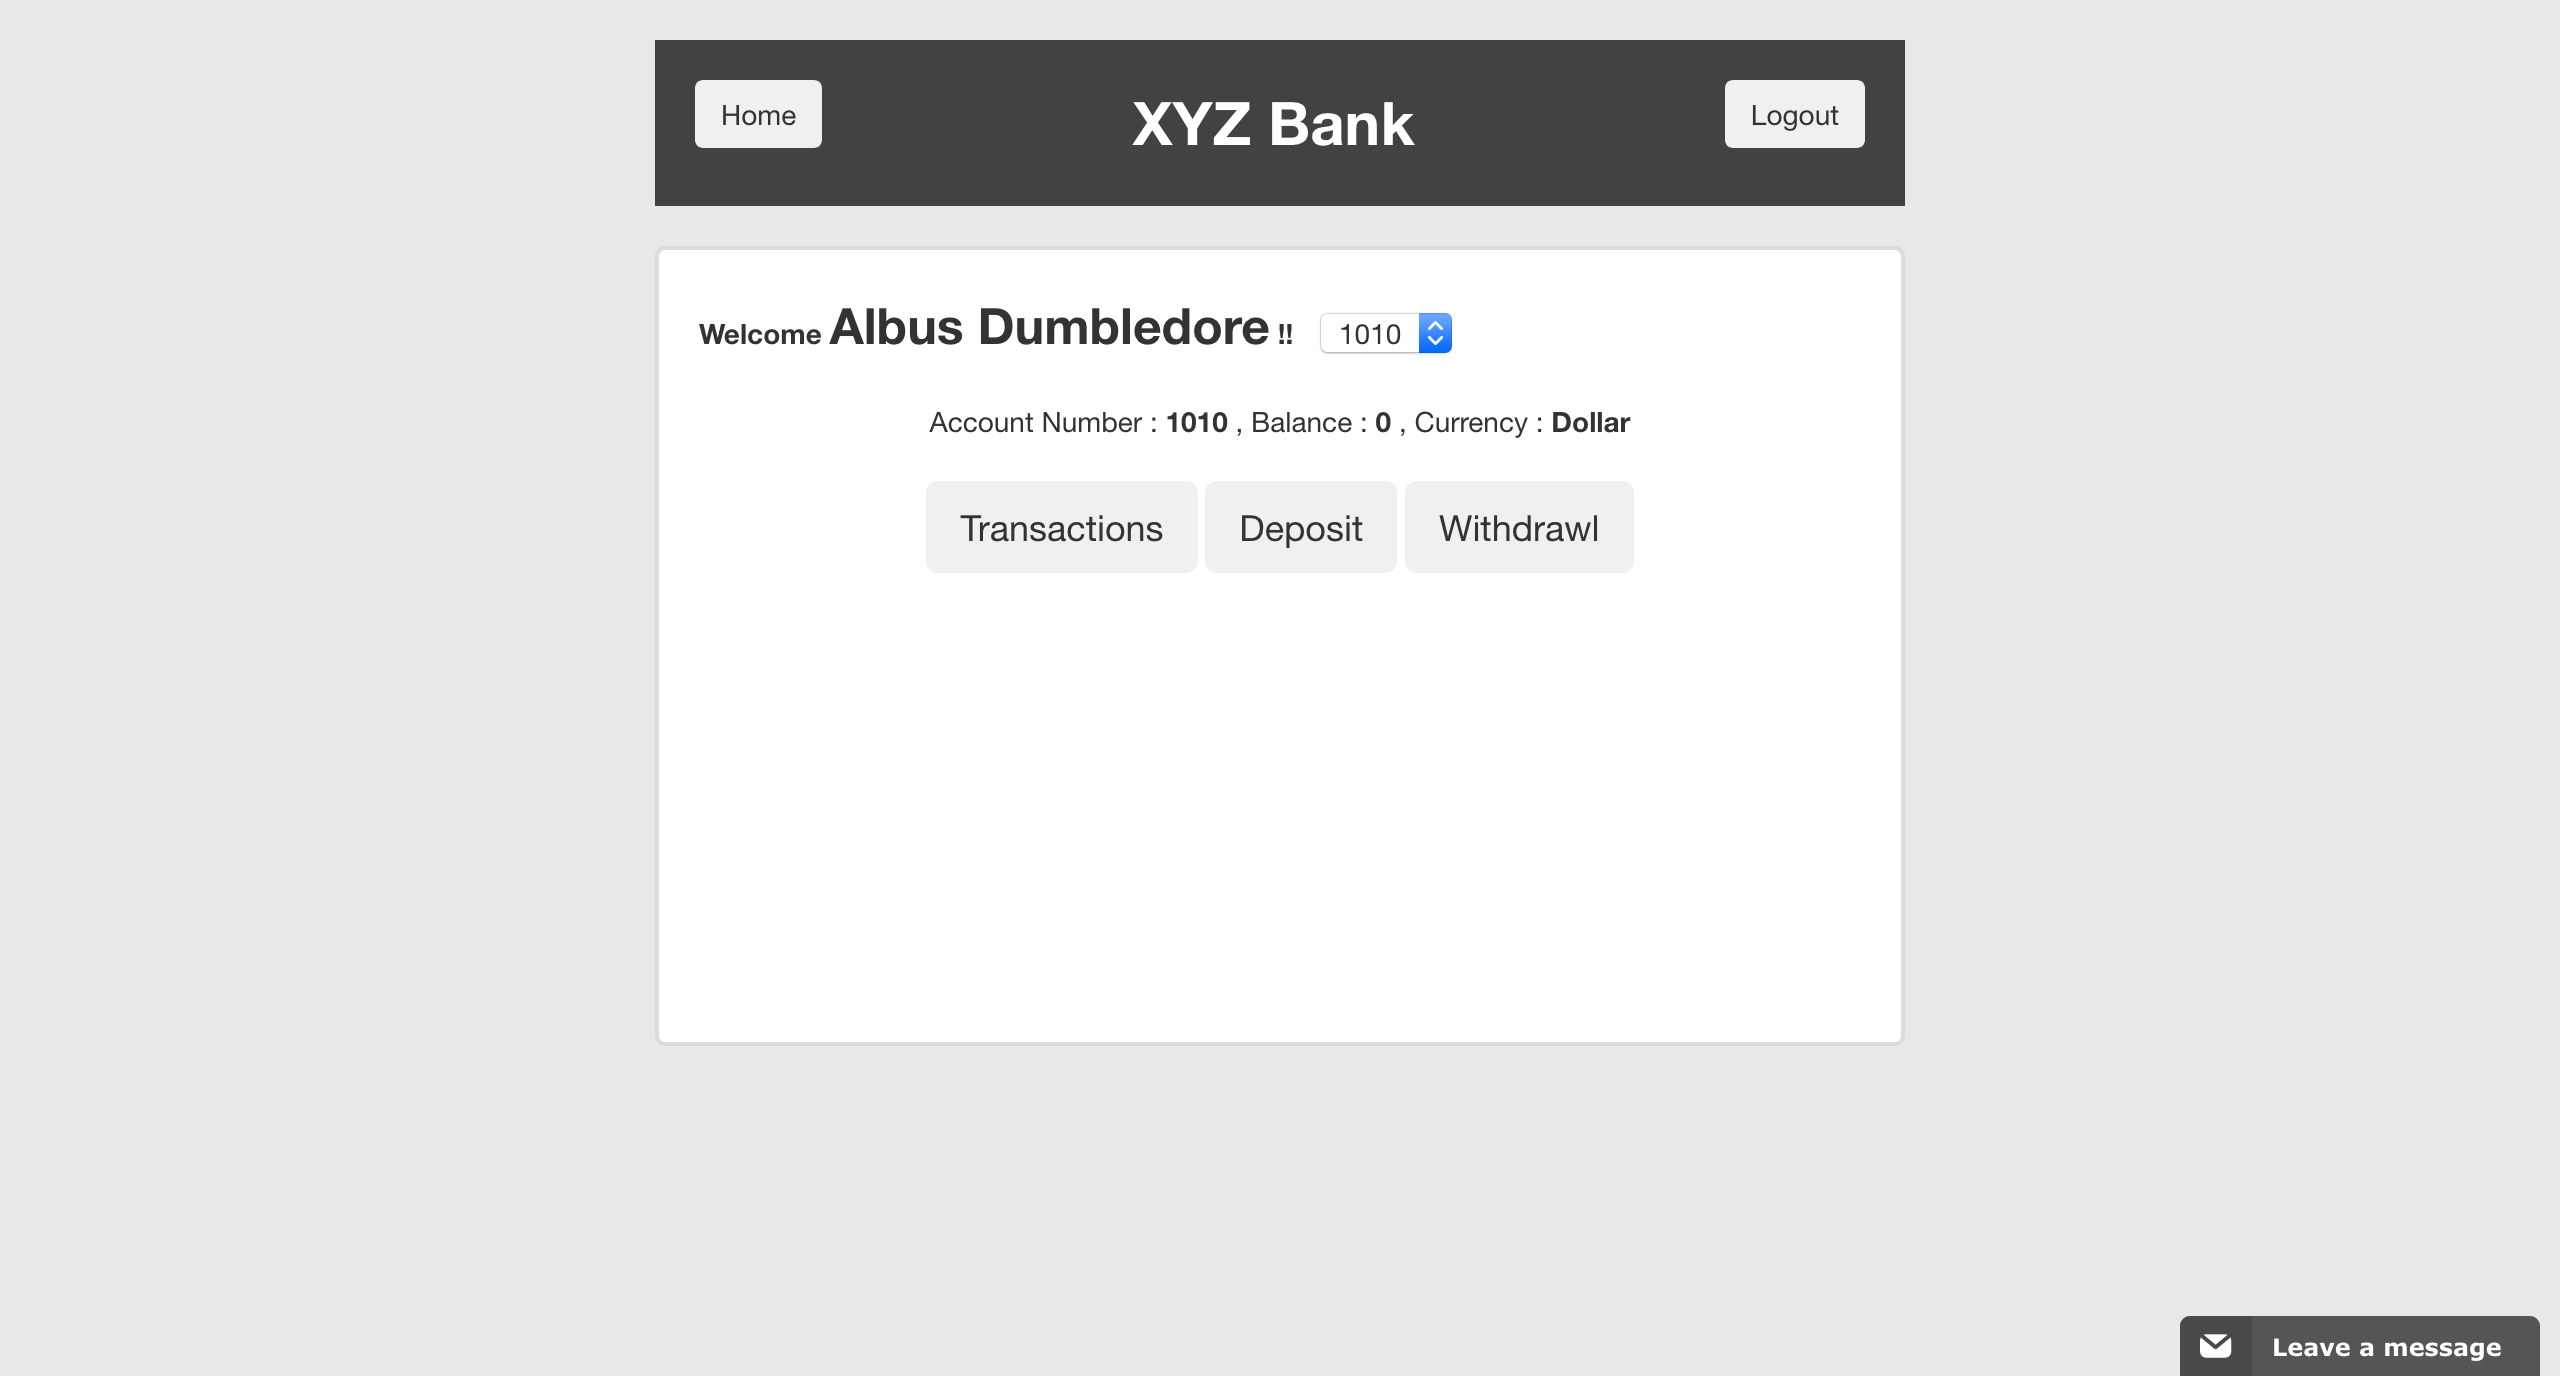 Home XYZ Bank Logout
Welcome Albus Dumbledore !! 1010
Account Number : 1010 , Balance : 0 , Currency : Dollar
Transactions Deposit Withdrawl
Leave a message